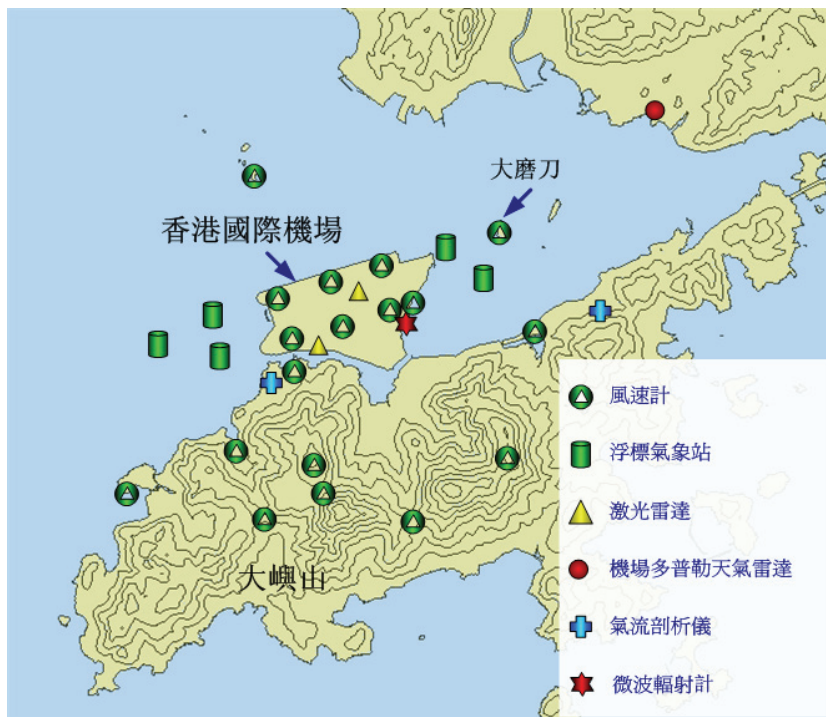 大磨刀
香港國際機場
風速計
浮標氣象站
激光雷達
機場多普勒天氣雷達
大嶼山
氣流剖析儀
微波輻射計